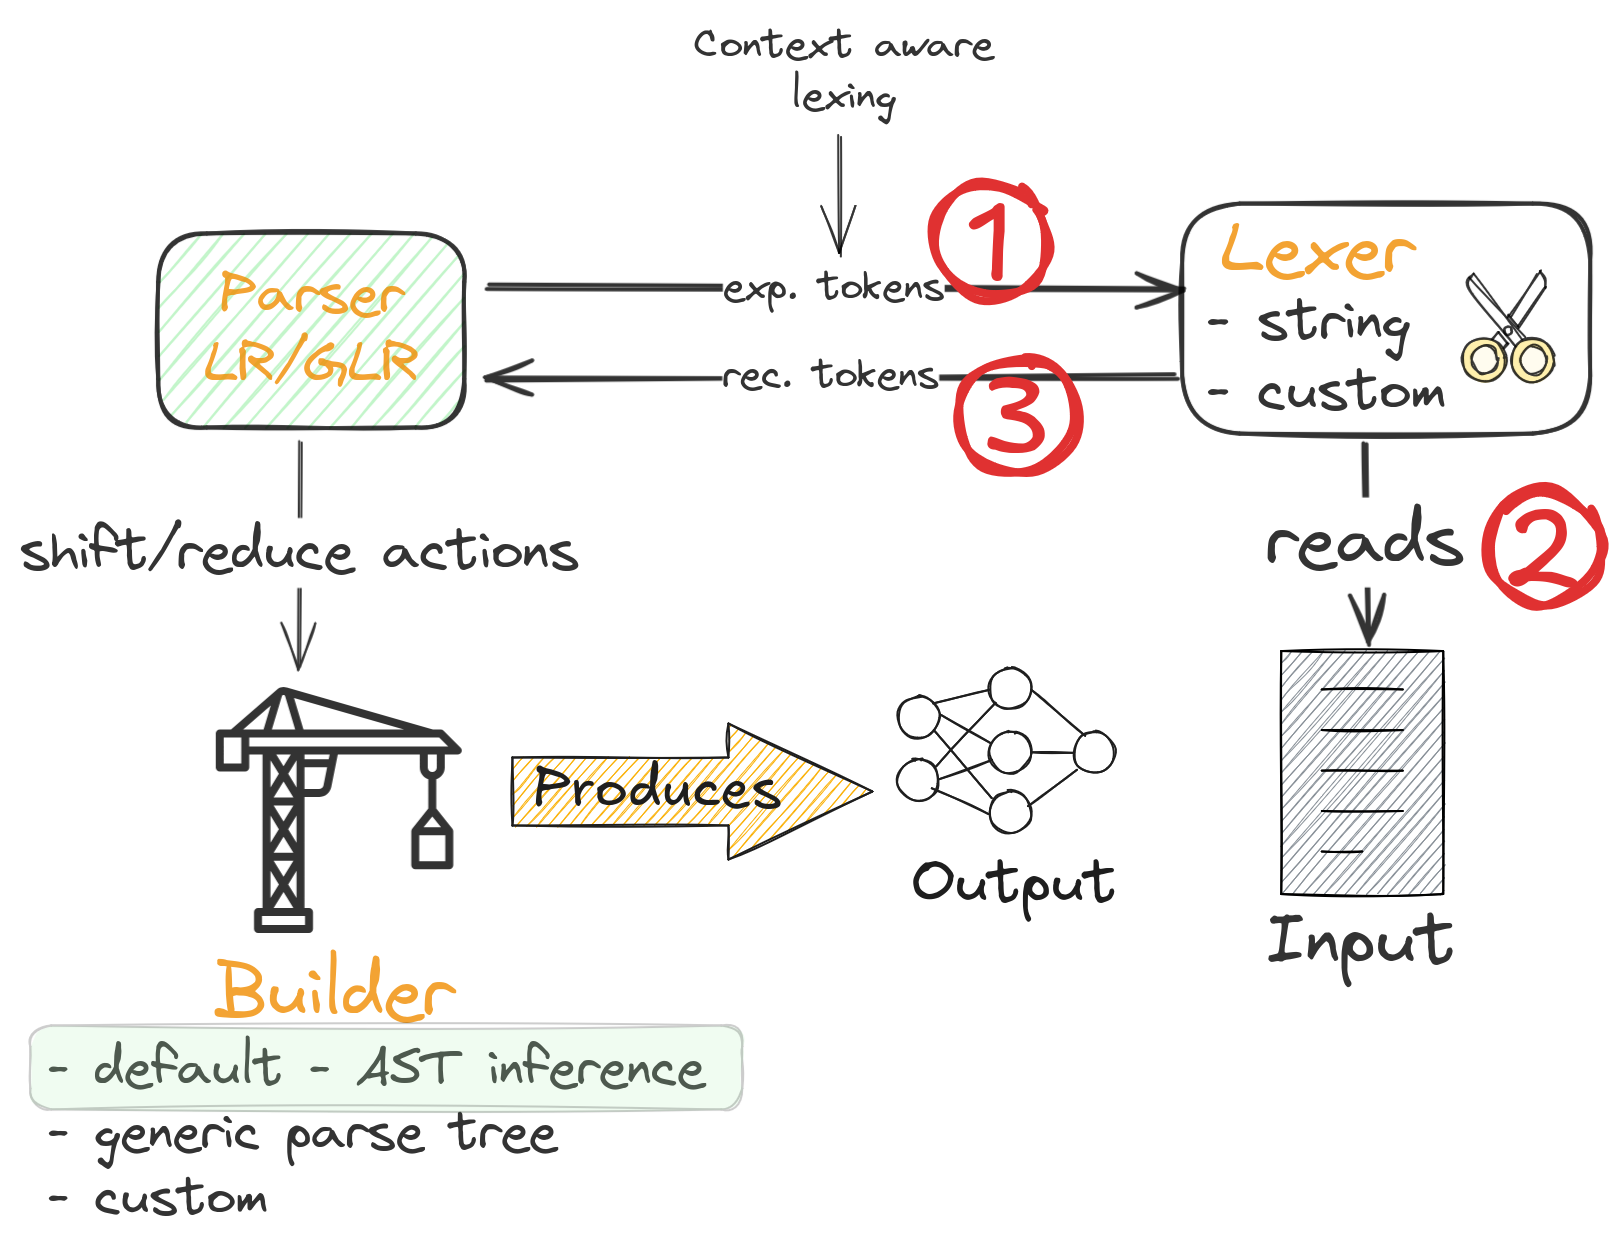 Context aware
lexing
1
exp. tokens
Parser
LR/GLR
Lexer
- string
- custom
rec. tokens
3
shift/reduce actions
reads
2
Produces
Output
Input
Builder
- default - AST inference
- generic parse tree
- custom